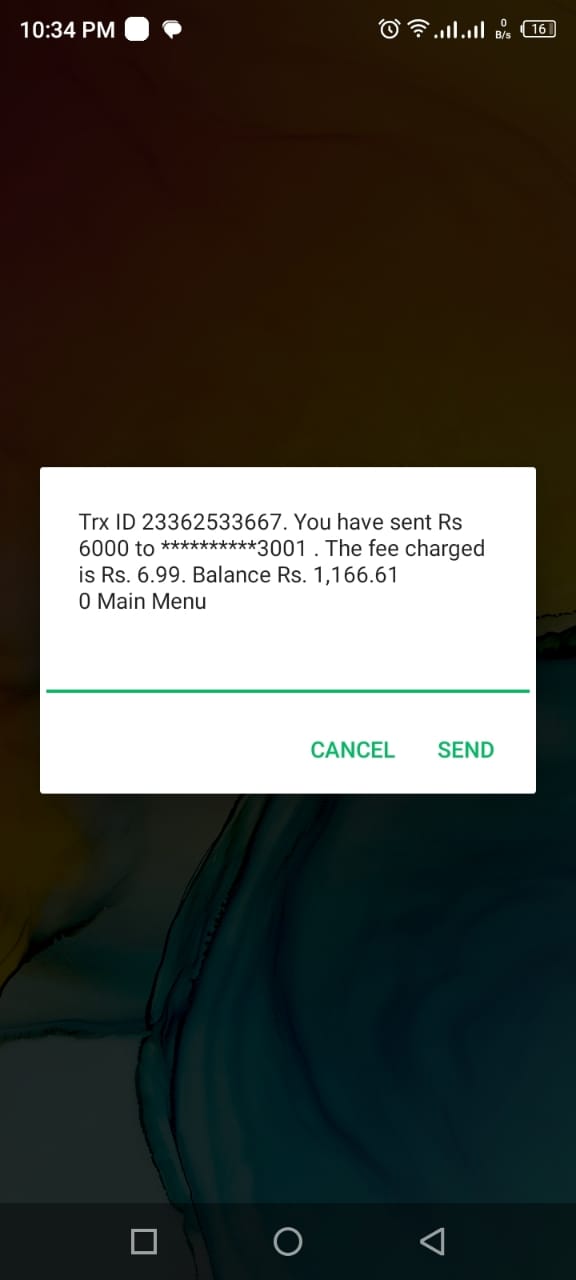 10:34 PM 0 B/s 16
Trx ID 23362533667. You have sent Rs
6000 to **********3001 . The fee charged
is Rs. 6.99. Balance Rs. 1,166.61
0 Main Menu
CANCEL SEND